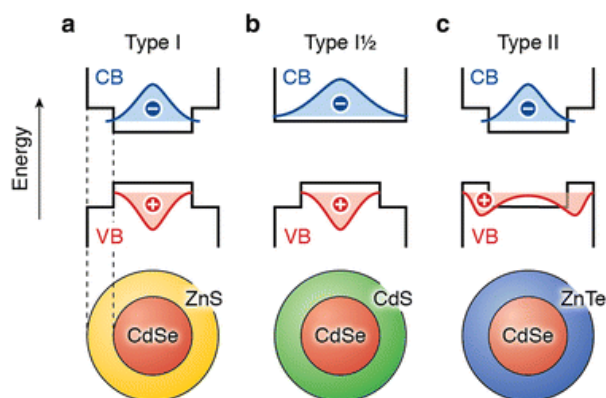 a
Type I
b
Type I½
c
Type II
Energy
CB
CB
CB
−
−
−
+
+
+
VB
VB
VB
ZnS
CdSe
CdS
CdSe
ZnTe
CdSe